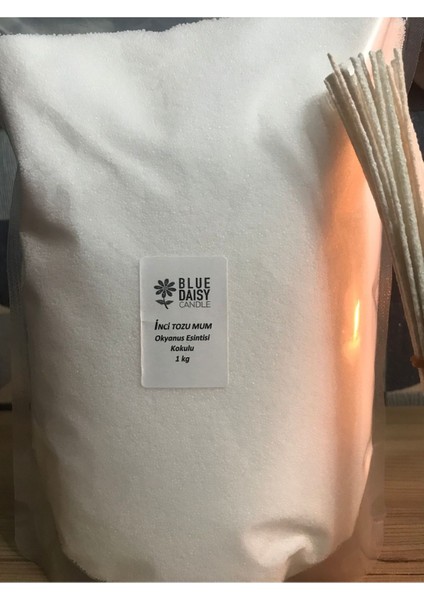 BLUE
DAISY
CANDLE
İNCİ TOZU MUM
Okyanus Esintisi
Kokulu
1 kg